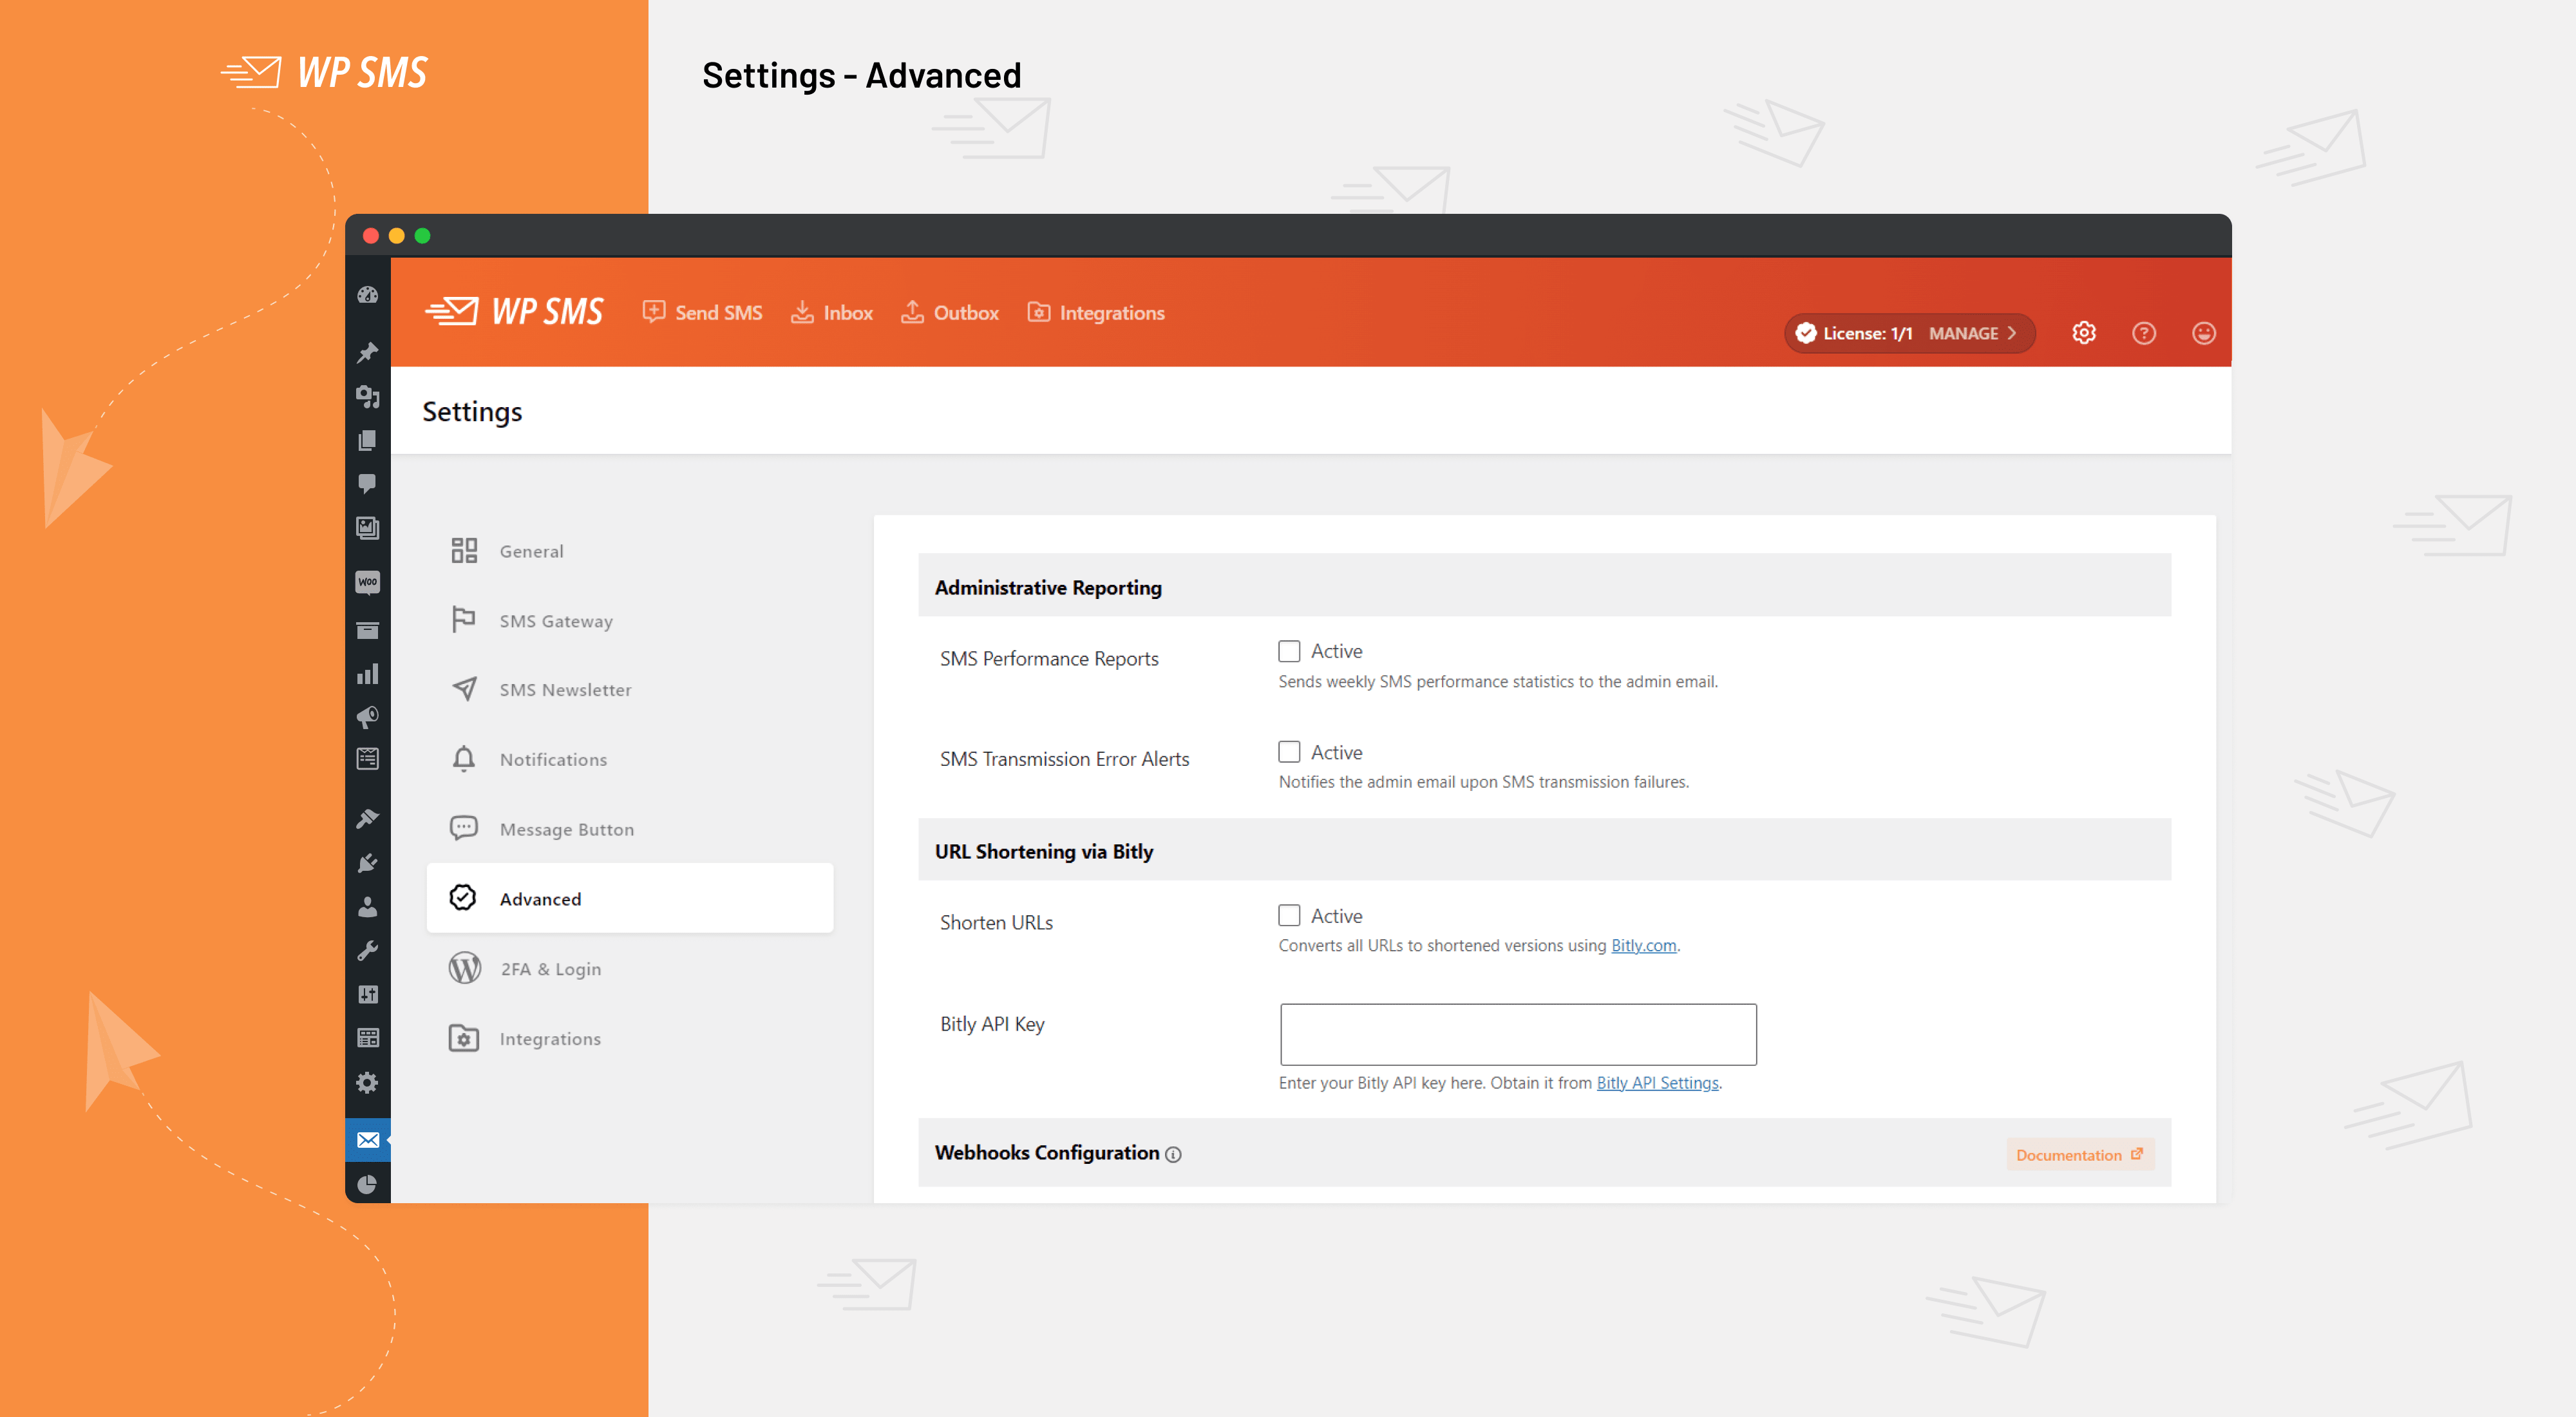 WP SMS
Settings - Advanced
WP SMS
Send SMS
Inbox
Outbox
Integrations
License: 1/1 MANAGE
Settings
General
SMS Gateway
SMS Newsletter
Notifications
Message Button
Advanced
2FA & Login
Integrations
Woo
Administrative Reporting
SMS Performance Reports
Active
Sends weekly SMS performance statistics to the admin email.
SMS Transmission Error Alerts
Active
Notifies the admin email upon SMS transmission failures.
URL Shortening via Bitly
Shorten URLs
Active
Converts all URLs to shortened versions using Bitly.com.
Bitly API Key
Enter your Bitly API key here. Obtain it from Bitly API Settings.
Webhooks Configuration
Documentation